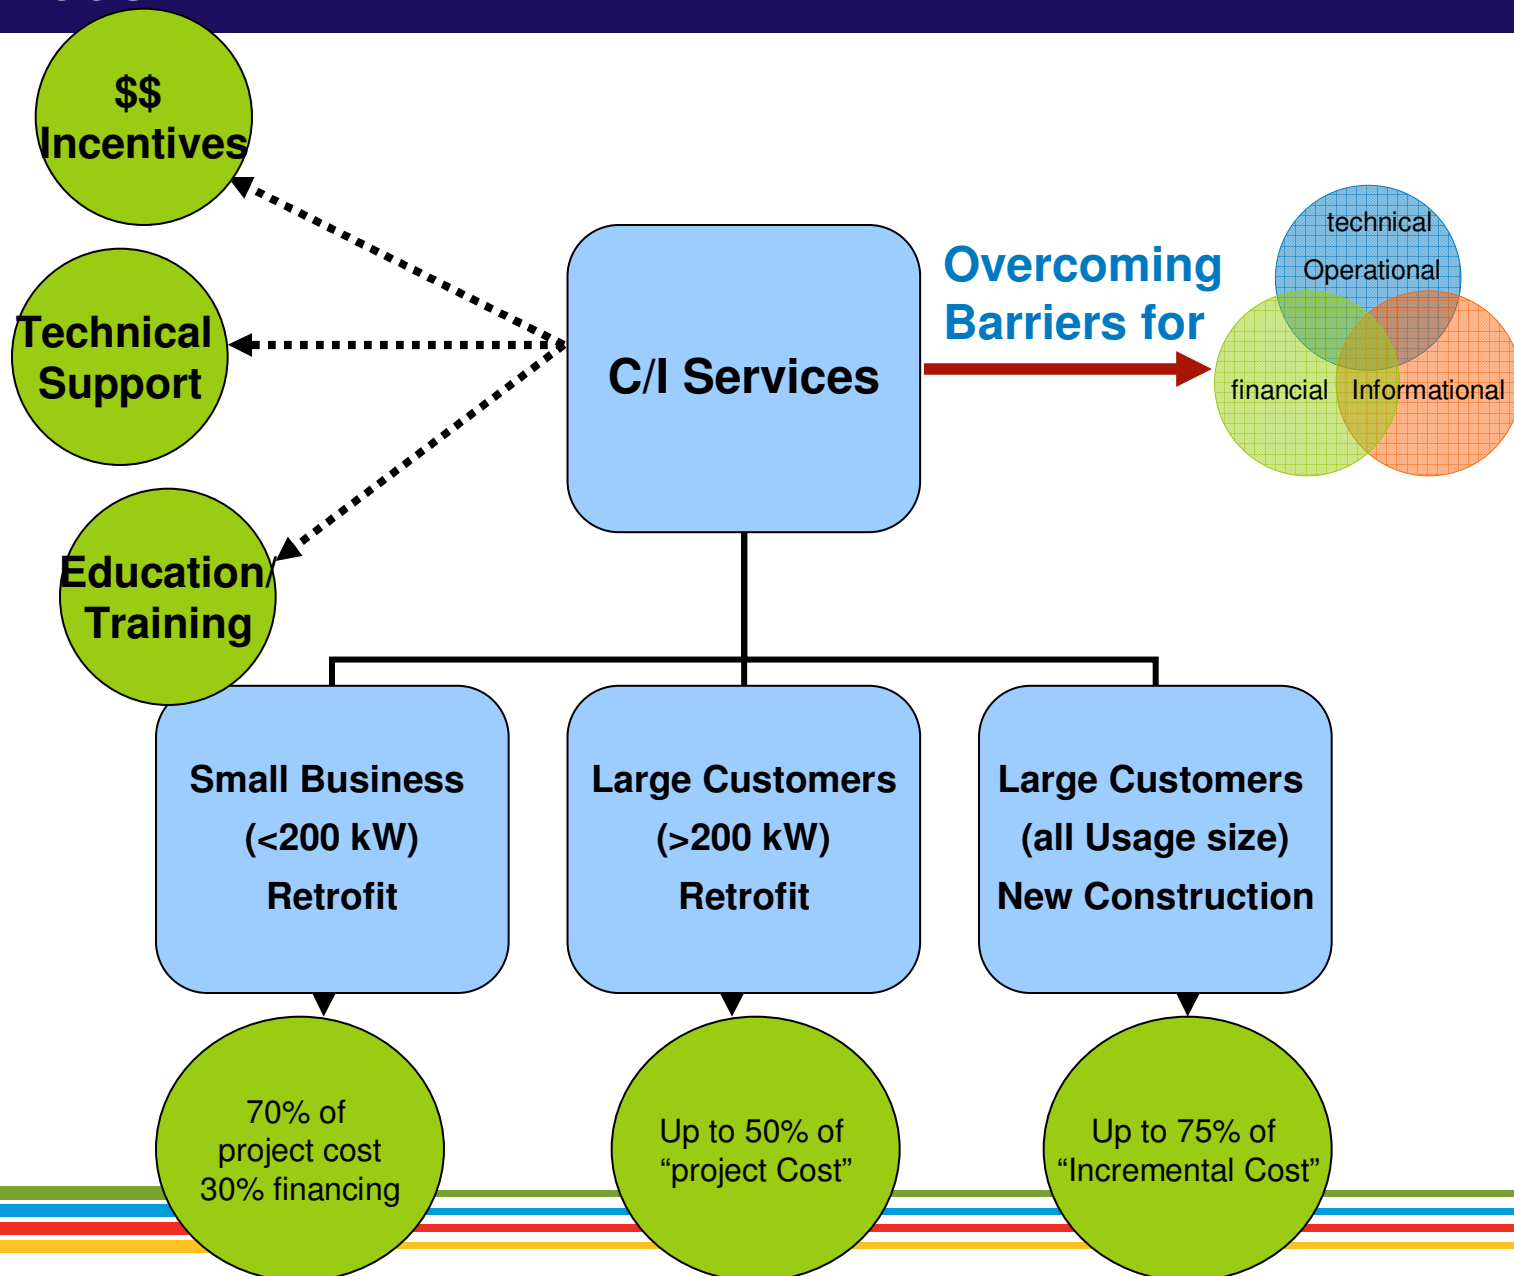 $$
Incentives
Technical
Support
Education/
Training
C/I Services
Overcoming
Barriers for
technical
Operational
financial
Informational
Small Business
(<200 kW)
Retrofit
Large Customers
(>200 kW)
Retrofit
Large Customers
(all Usage size)
New Construction
70% of
project cost
30% financing
Up to 50% of
“project Cost”
Up to 75% of
“Incremental Cost”